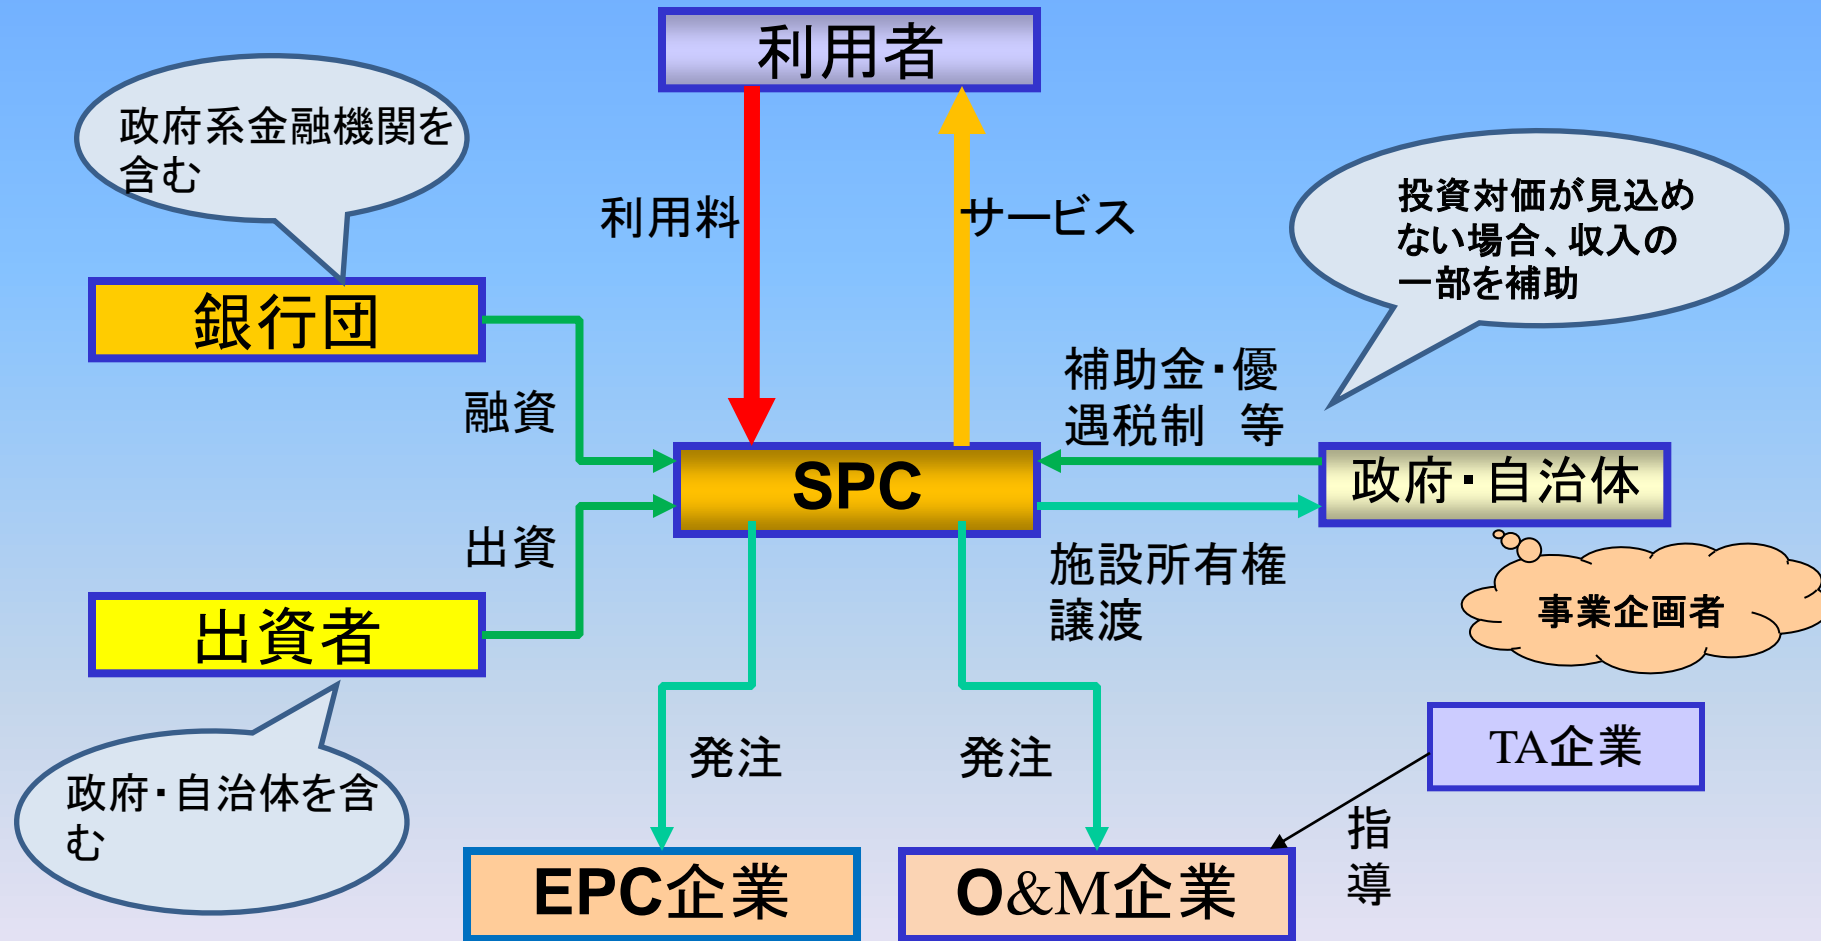 利用者
政府系金融機関を
含む
利用料
サービス
投資対価が見込め
ない場合、収入の
一部を補助
銀行団
融資
補助金・優
遇税制　等
SPC
政府・自治体
出資
施設所有権
譲渡
事業企画者
出資者
政府・自治体を含
む
発注
発注
TA企業
指
導
EPC企業
O&M企業